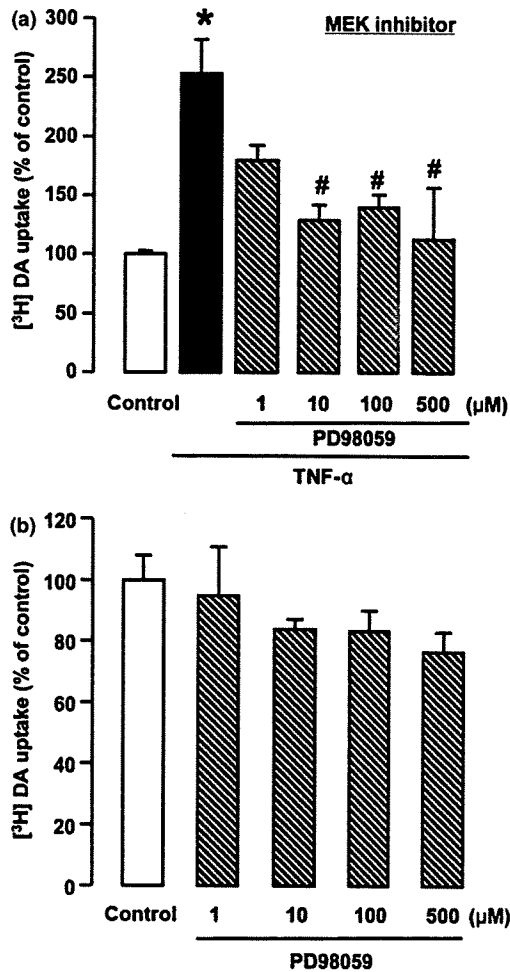 (a)
MEK inhibitor
[³H] DA uptake (% of control)
300
250
200
150
100
50
0
*
#
#
#
Control
1 10 100 500 (µM)
PD98059
TNF-α
(b)
[³H] DA uptake (% of control)
120
100
80
60
40
20
0
Control 1 10 100 500 (µM)
PD98059